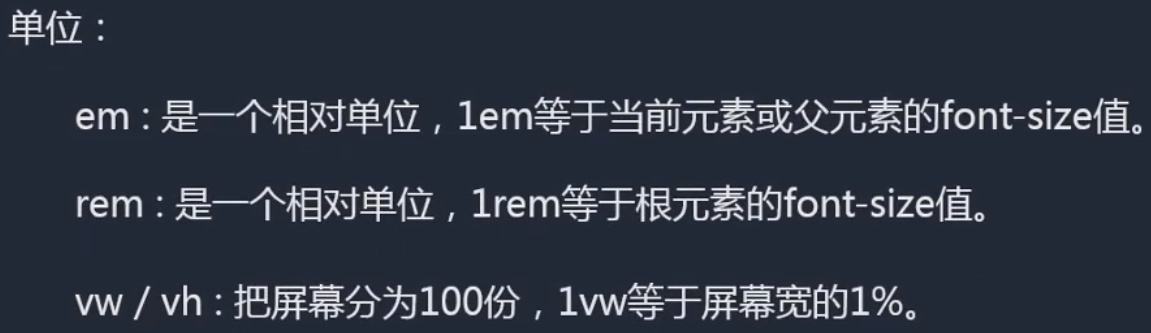 单位：
em : 是一个相对单位，1em等于当前元素或父元素的font-size值。
rem : 是一个相对单位，1rem等于根元素的font-size值。
vw / vh : 把屏幕分为100份，1vw等于屏幕宽的1%。